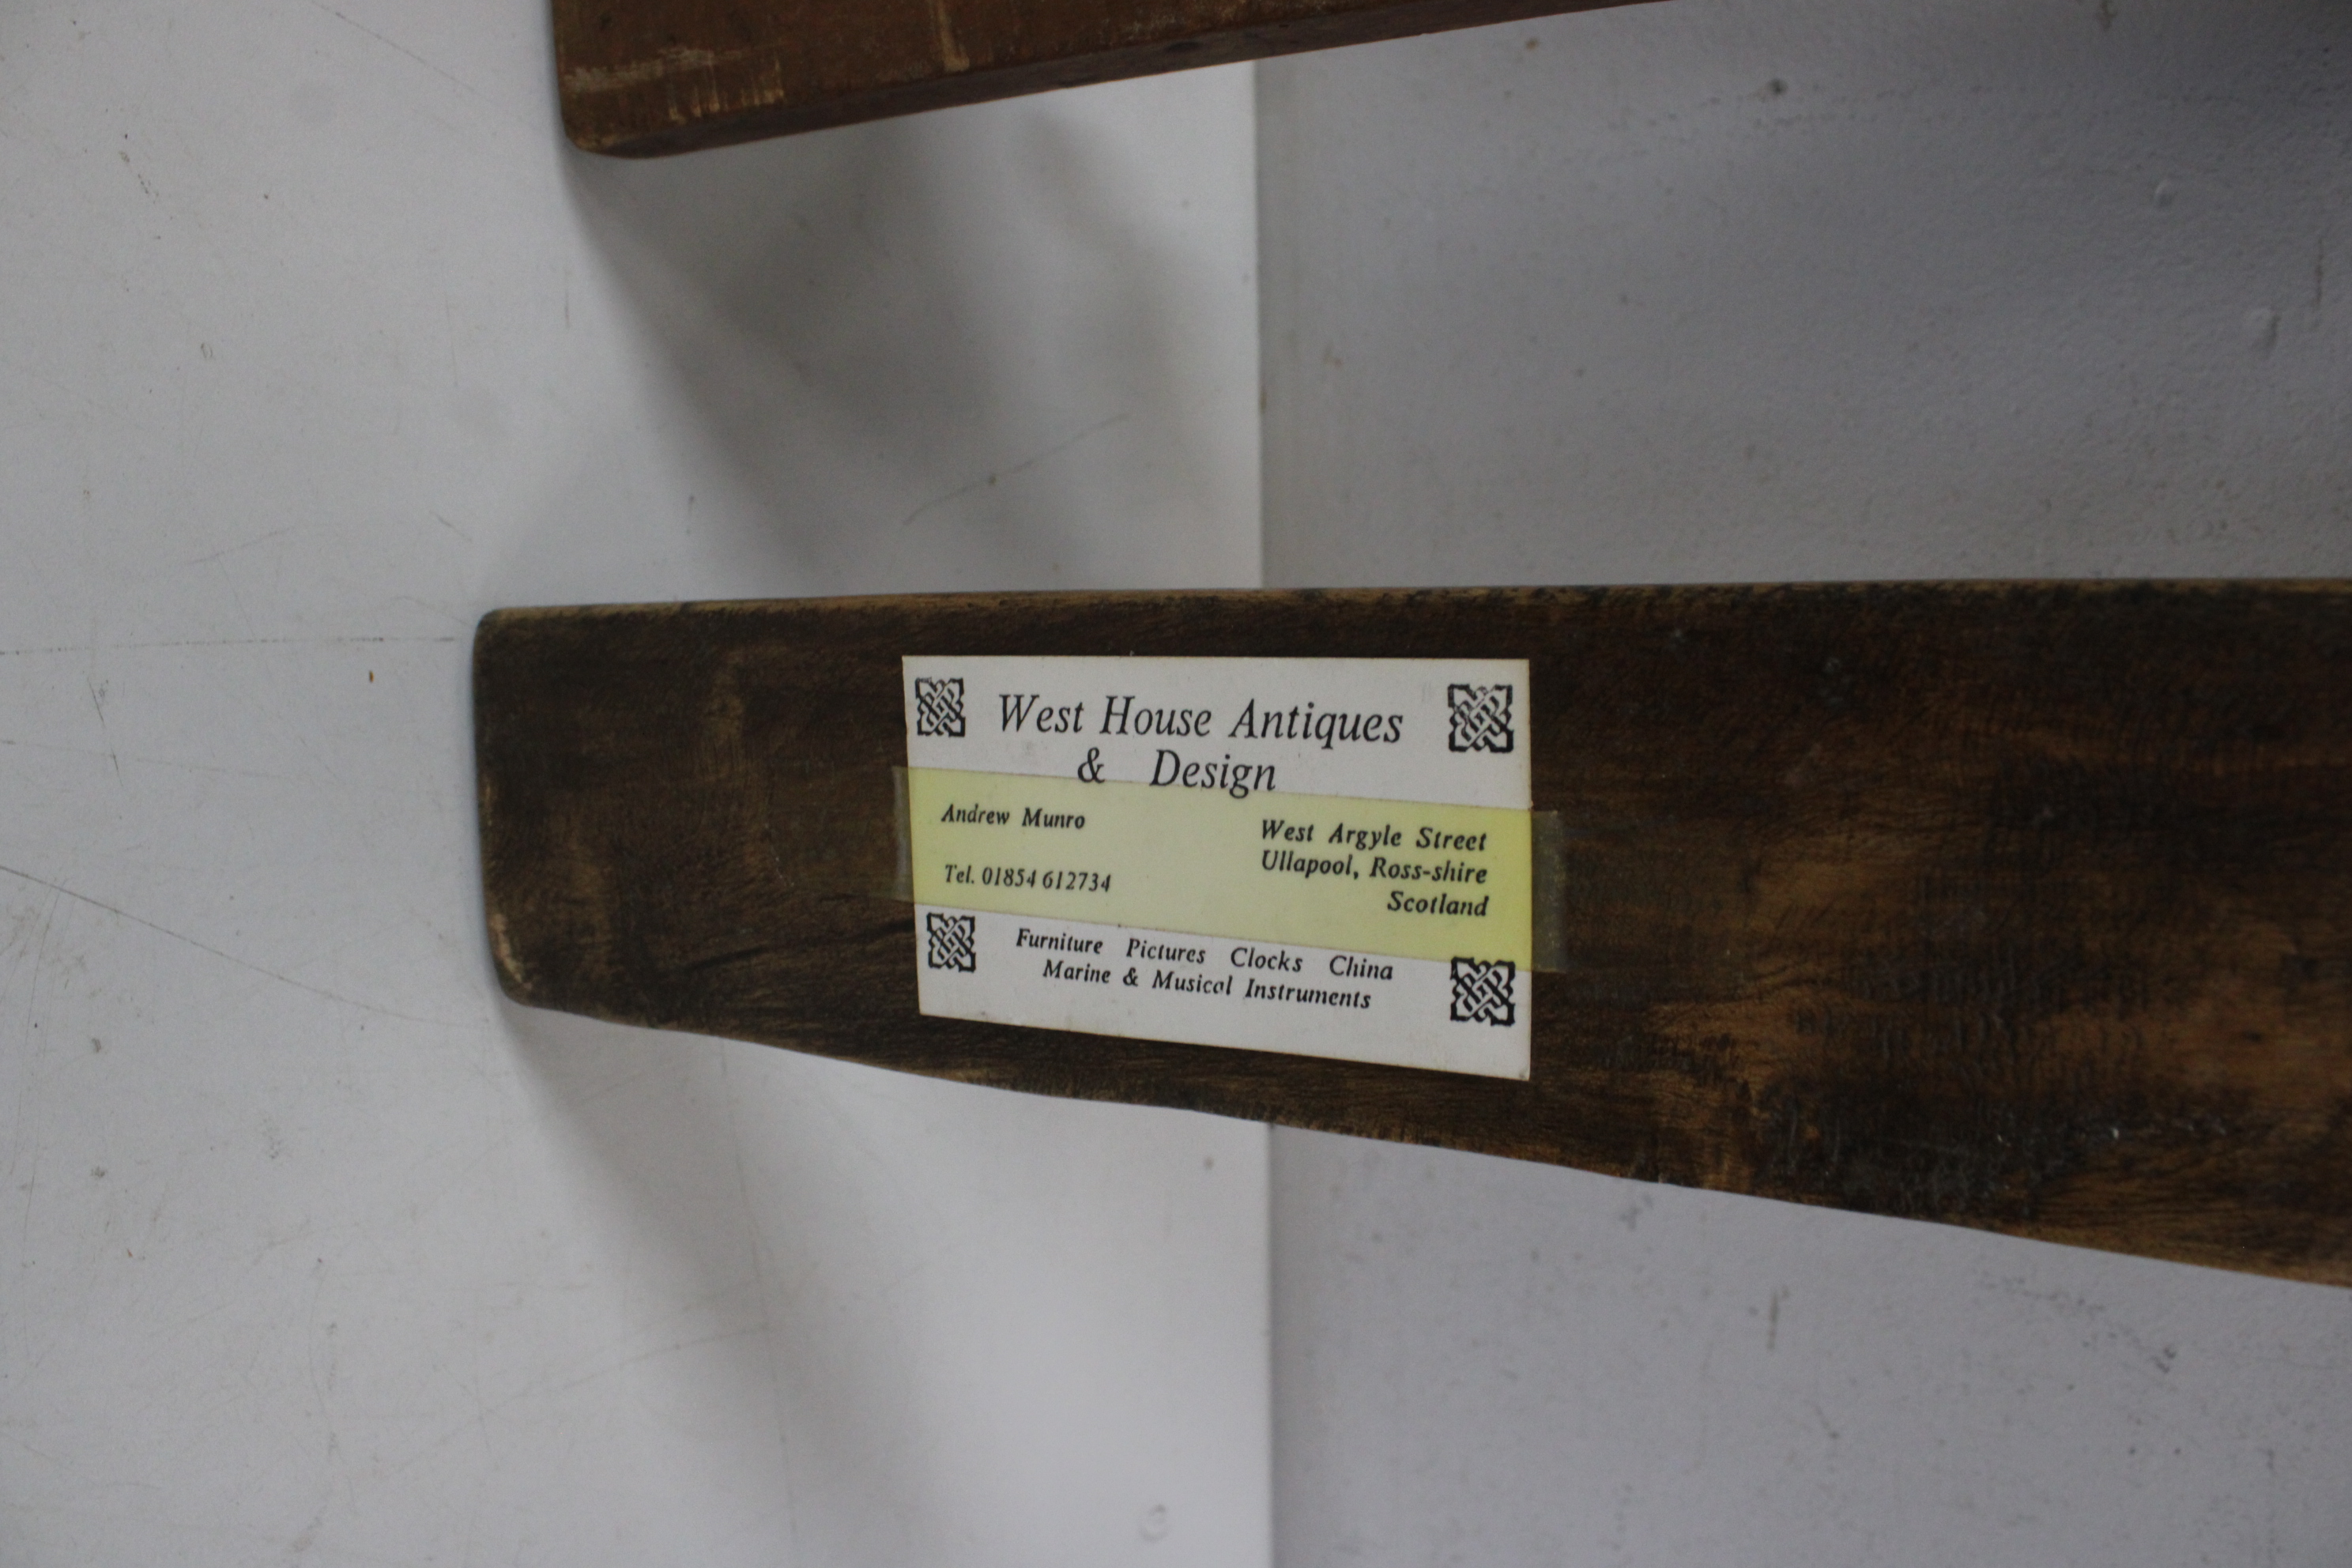 West House Antiques
& Design
Andrew Munro
West Argyle Street
Ullapool, Ross-shire
Tel. 01854 612734
Scotland
Furniture Pictures Clocks China
Marine & Musical Instruments